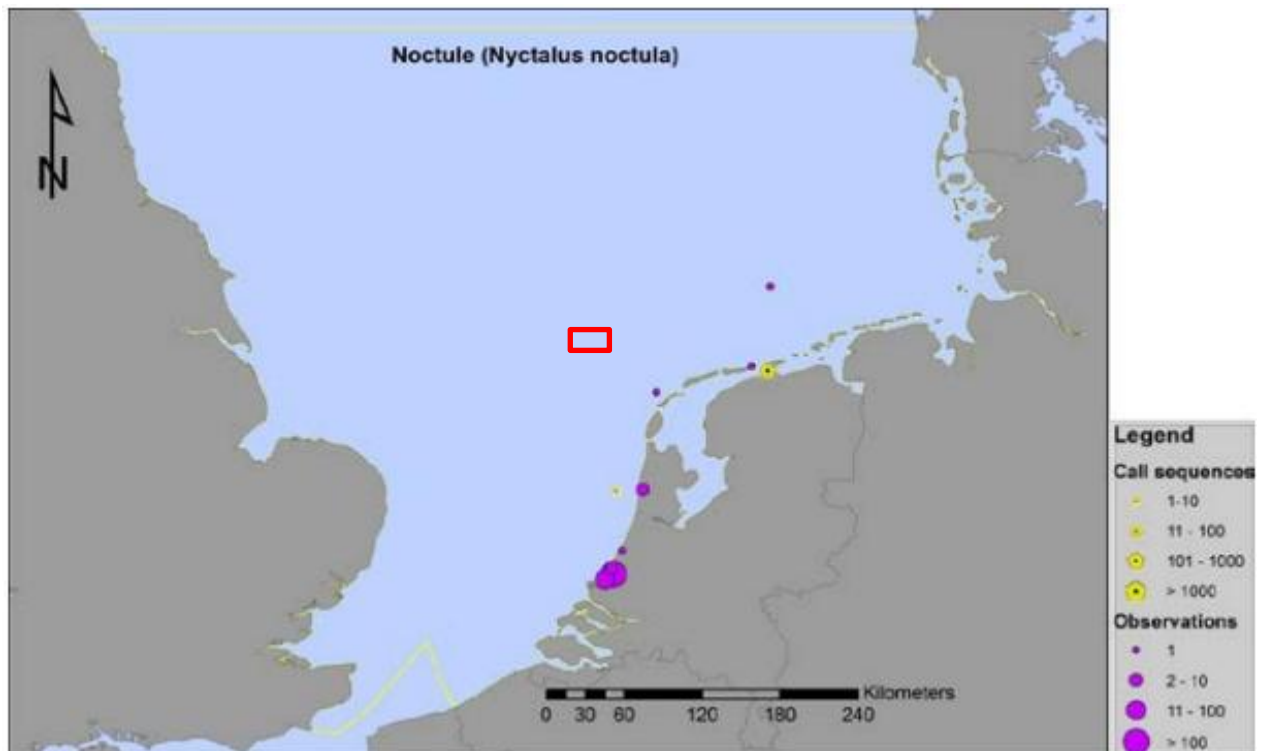 Noctule (Nyctalus noctula)
N
Kilometers
0 30 60 120 180 240
Legend
Call sequences
1-10
11 - 100
101 - 1000
> 1000
Observations
1
2 - 10
11 - 100
> 100